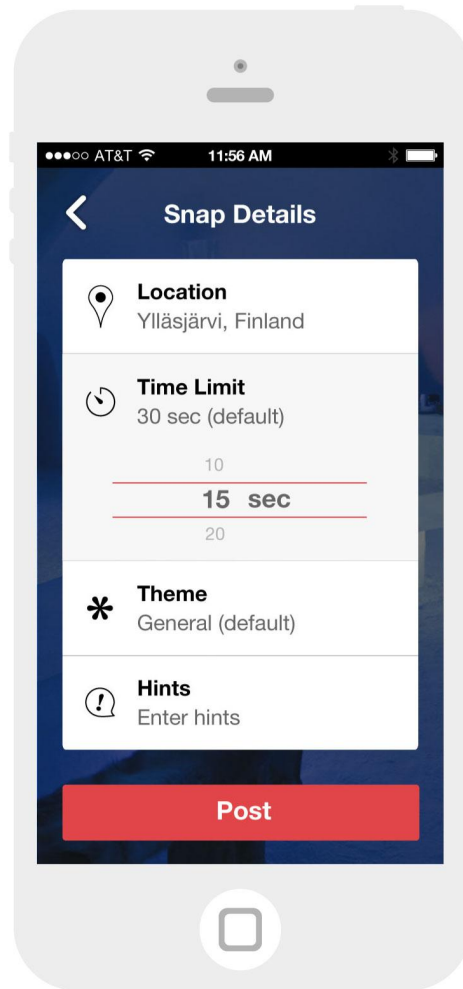 AT&T 11:56 AM
Snap Details
Location
Ylläsjärvi, Finland
Time Limit
30 sec (default)
10
15 sec
20
Theme
General (default)
Hints
Enter hints
Post